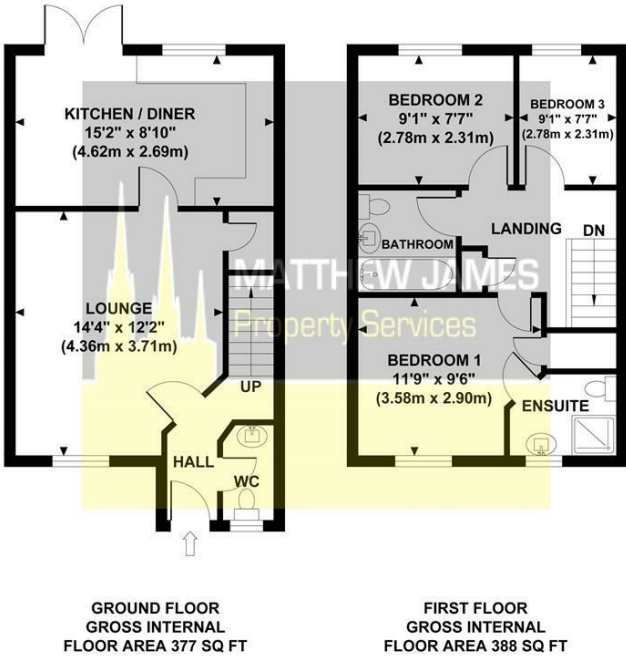 KITCHEN / DINER
15'2" x 8'10"
(4.62m x 2.69m)
LOUNGE
14'4" x 12'2"
(4.36m x 3.71m)
UP
HALL
WC
BEDROOM 2
9'1" x 7'7"
(2.78m x 2.31m)
BEDROOM 3
9'1" x 7'7"
(2.78m x 2.31m)
BATHROOM
LANDING
DN
MATTHEW JAMES
Property Services
BEDROOM 1
11'9" x 9'6"
(3.58m x 2.90m)
ENSUITE
GROUND FLOOR
GROSS INTERNAL
FLOOR AREA 377 SQ FT
FIRST FLOOR
GROSS INTERNAL
FLOOR AREA 388 SQ FT